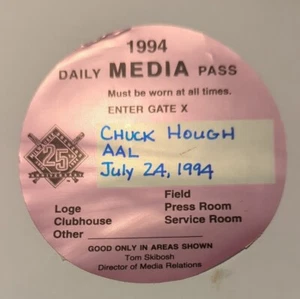 1994
DAILY MEDIA PASS
Must be worn at all times.
ENTER GATE X
CHUCK HOUGH
AAL
July 24, 1994
25
ANNIVERSARY
Field
Loge Press Room
Clubhouse Service Room
Other
GOOD ONLY IN AREAS SHOWN
Tom Skibosh
Director of Media Relations